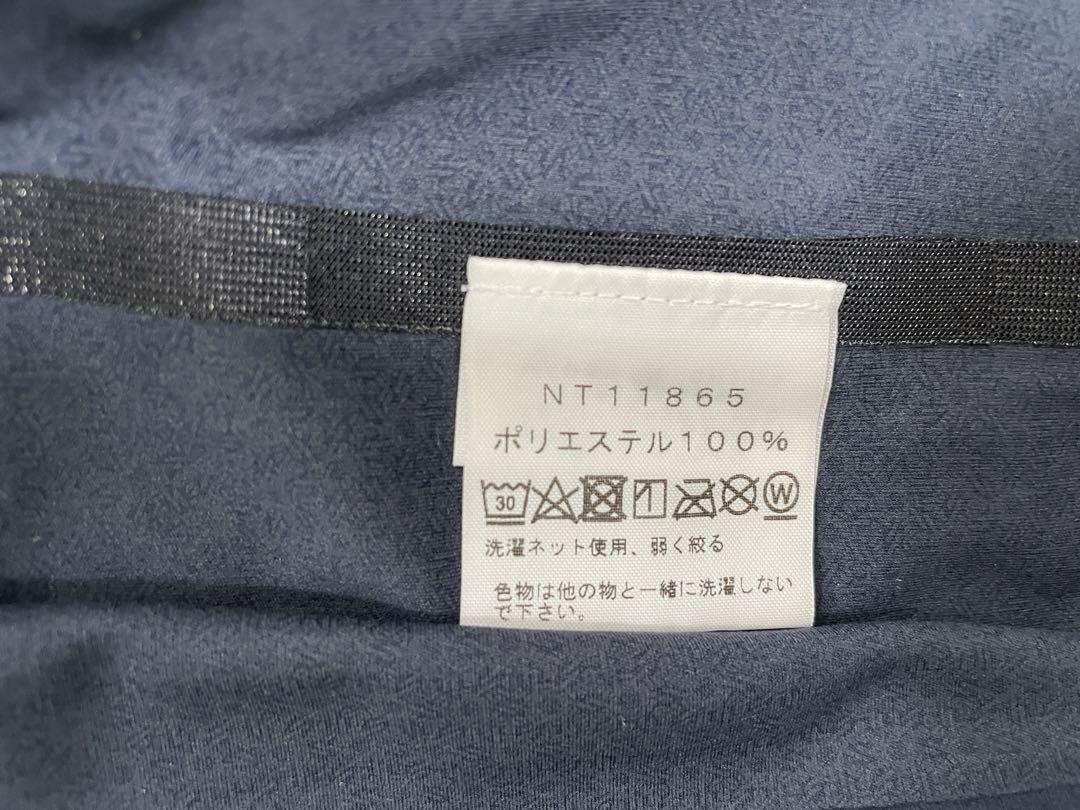 NT11865
ポリエステル100%
30 W
洗濯ネット使用、弱く絞る
色物は他の物と一緒に洗濯しない
で下さい。